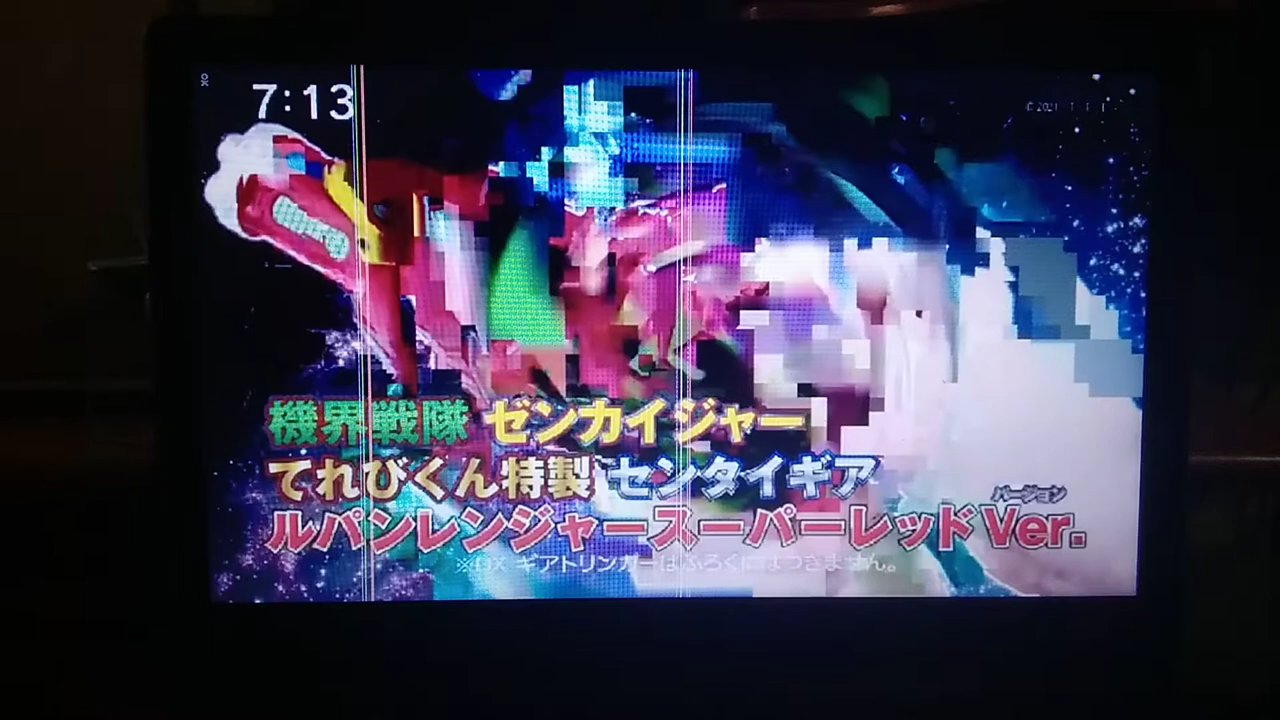 7:13
© 2021
機界戦隊 ゼンカイジャー
てれびくん特製 センタイギア
バージョン
ルパンレンジャースーパーレッドVer.
※DX ギアトリンガーはふろくにはつきません。